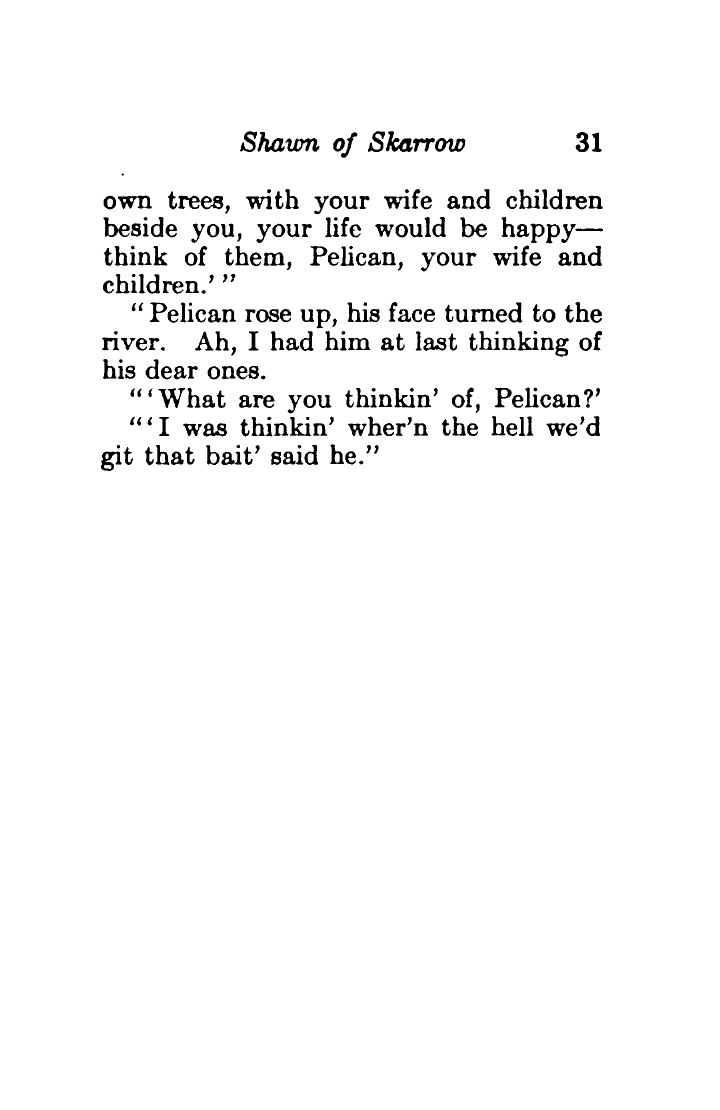 Shawn of Skarrow 31
own trees, with your wife and children
beside you, your life would be happy—
think of them, Pelican, your wife and
children.’ ”
“Pelican rose up, his face turned to the
river. Ah, I had him at last thinking of
his dear ones.
“‘What are you thinkin’ of, Pelican?’
“‘I was thinkin’ wher’n the hell we’d
git that bait’ said he.”